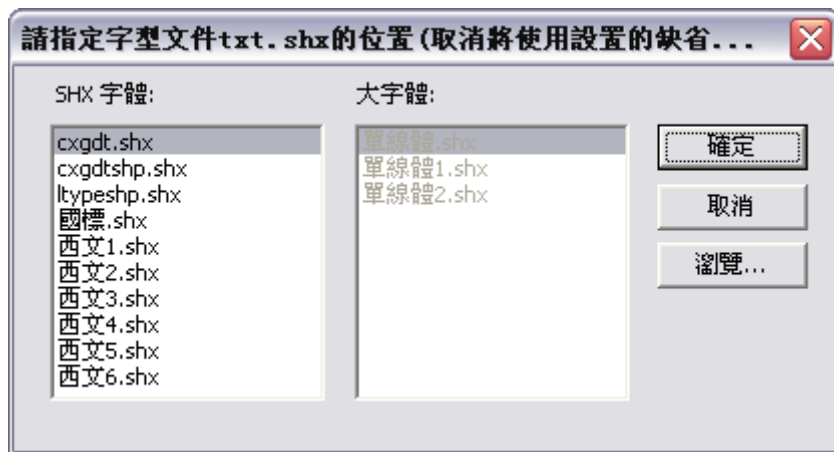 請指定字型文件txt.shx的位置(取消將使用設置的缺省...
SHX 字體:
cxgdt.shx
cxgdtshp.shx
ltypeshp.shx
國標.shx
西文1.shx
西文2.shx
西文3.shx
西文4.shx
西文5.shx
西文6.shx
大字體:
單線體.shx
單線體1.shx
單線體2.shx
確定
取消
瀏覽...